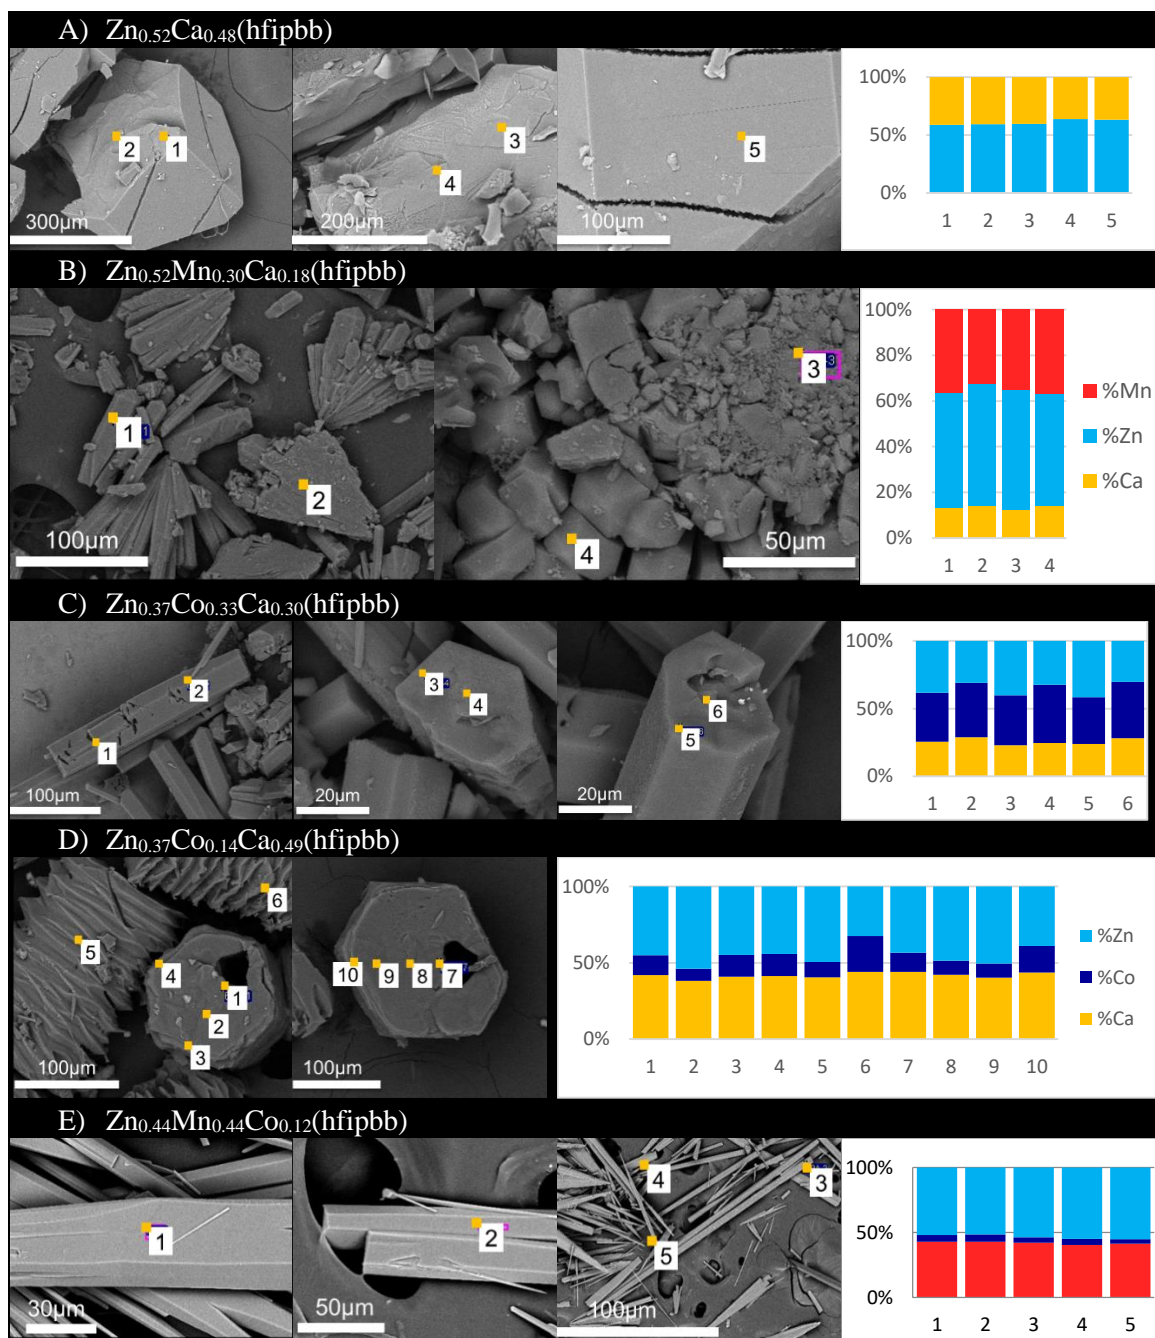 A) Zn0.52Ca0.48(hfipbb)
2 1
300µm
3
4
200µm
5
100µm
100%
50%
0%
1 2 3 4 5
B) Zn0.52Mn0.30Ca0.18(hfipbb)
1
2
100µm
3
4
50µm
100%
80%
60%
40%
20%
0%
1 2 3 4
%Mn
%Zn
%Ca
C) Zn0.37Co0.33Ca0.30(hfipbb)
2
1
100µm
3
4
20µm
6
5
20µm
100%
50%
0%
1 2 3 4 5 6
D) Zn0.37Co0.14Ca0.49(hfipbb)
6
5
4
1
2
3
100µm
10 9 8 7
100µm
100%
50%
0%
1 2 3 4 5 6 7 8 9 10
%Zn
%Co
%Ca
E) Zn0.44Mn0.44Co0.12(hfipbb)
1
30µm
2
50µm
4
3
5
100µm
100%
50%
0%
1 2 3 4 5